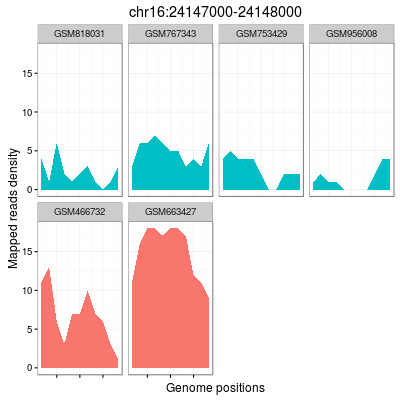 chr16:24147000-24148000
GSM818031 GSM767343 GSM753429 GSM956008
15
10
5
0
GSM466732 GSM663427
15
10
5
0
Mapped reads density
Genome positions